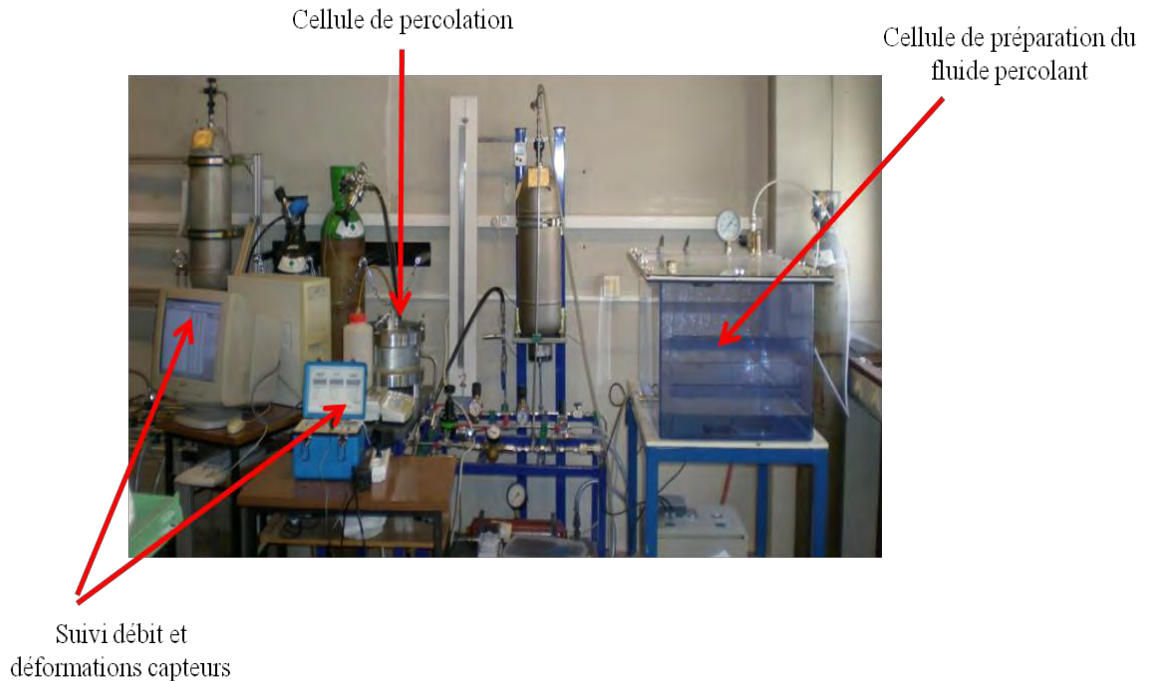 Cellule de percolation
Cellule de préparation du
fluide percolant
Suivi débit et
déformations capteurs